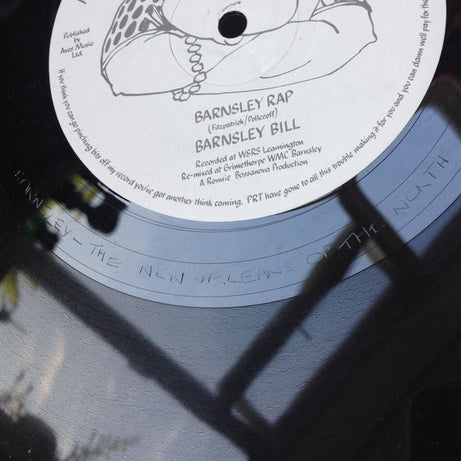 Published by
Aves Music
Ltd.
BARNSLEY RAP
(Fitzpatrick/Pellceoff)
BARNSLEY BILL
Recorded at WSRS Leamington
Re-mixed at Grimethorpe WMC Barnsley
A Ronnie Bossanova Production
If you think you can go pinching bits off my record you've got another think coming. PRT have gone to all this trouble making it for you and you can damn well pay for this
BARNSLEY - THE NEW ORLEANS OF THE NORTH